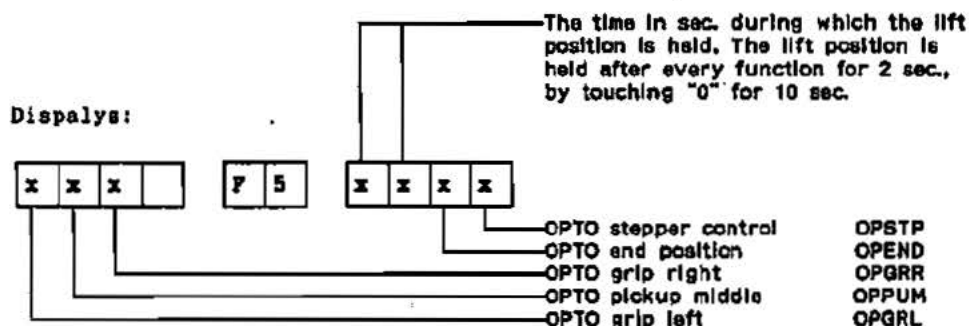 The time in sec. during which the lift
position is held. The lift position is
held after every function for 2 sec.,
by touching "0" for 10 sec.
Dispalys:
x x x F 5 x x x x
OPTO stepper control OPSTP
OPTO end position OPEND
OPTO grip right OPGRR
OPTO pickup middle OPPUM
OPTO grip left OPGRL